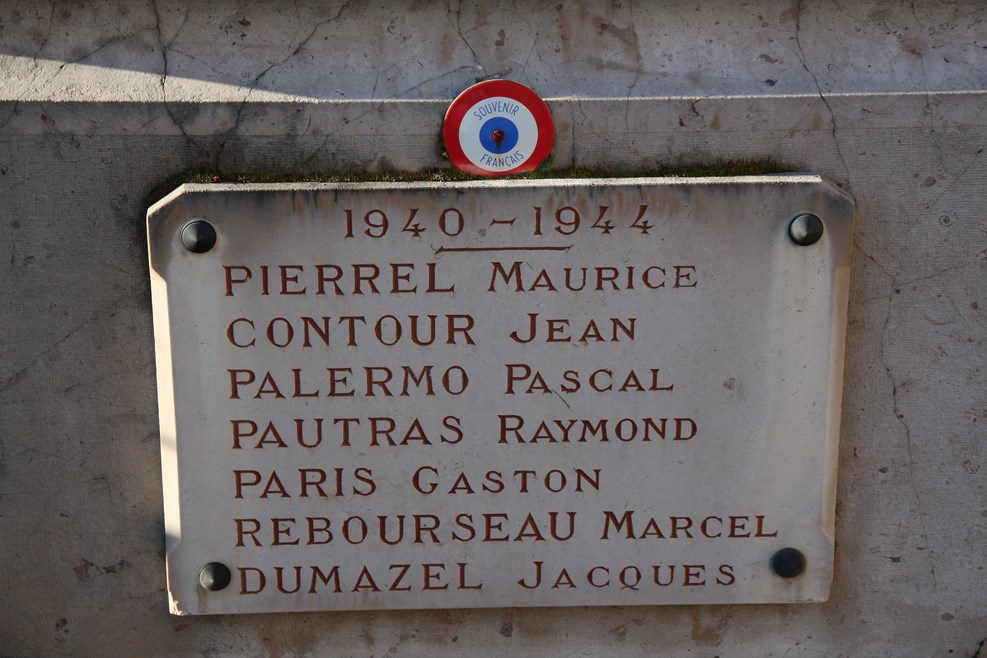 SOUVENIR
FRANÇAIS
1940 - 1944
PIERREL MAURICE
CONTOUR JEAN
PALERMO PASCAL
PAUTRAS RAYMOND
PARIS GASTON
REBOURSEAU MARCEL
DUMAZEL JACQUES